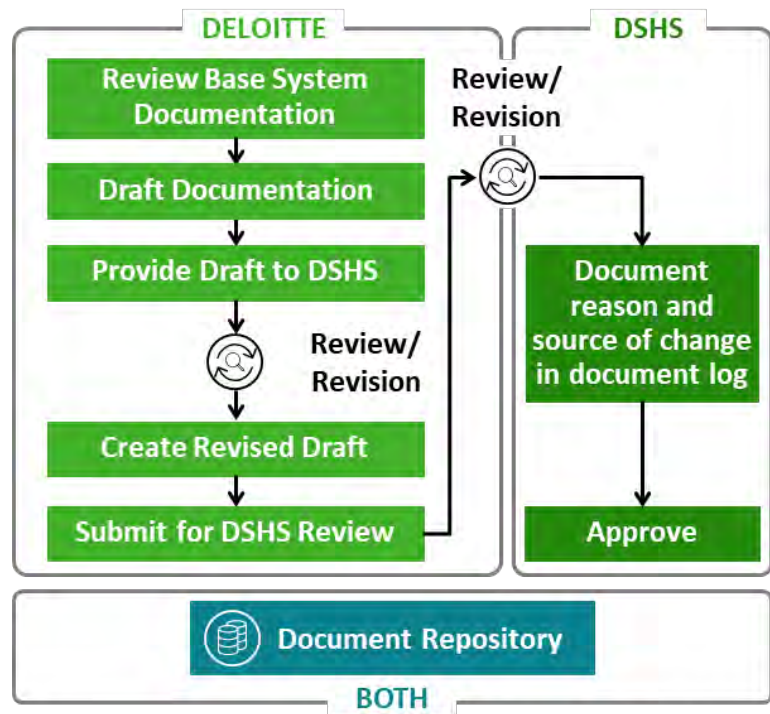 DELOITTE
Review Base System
Documentation
Draft Documentation
Provide Draft to DSHS
Review/
Revision
Create Revised Draft
Submit for DSHS Review
Review/
Revision
DSHS
Document
reason and
source of change
in document log
Approve
Document Repository
BOTH